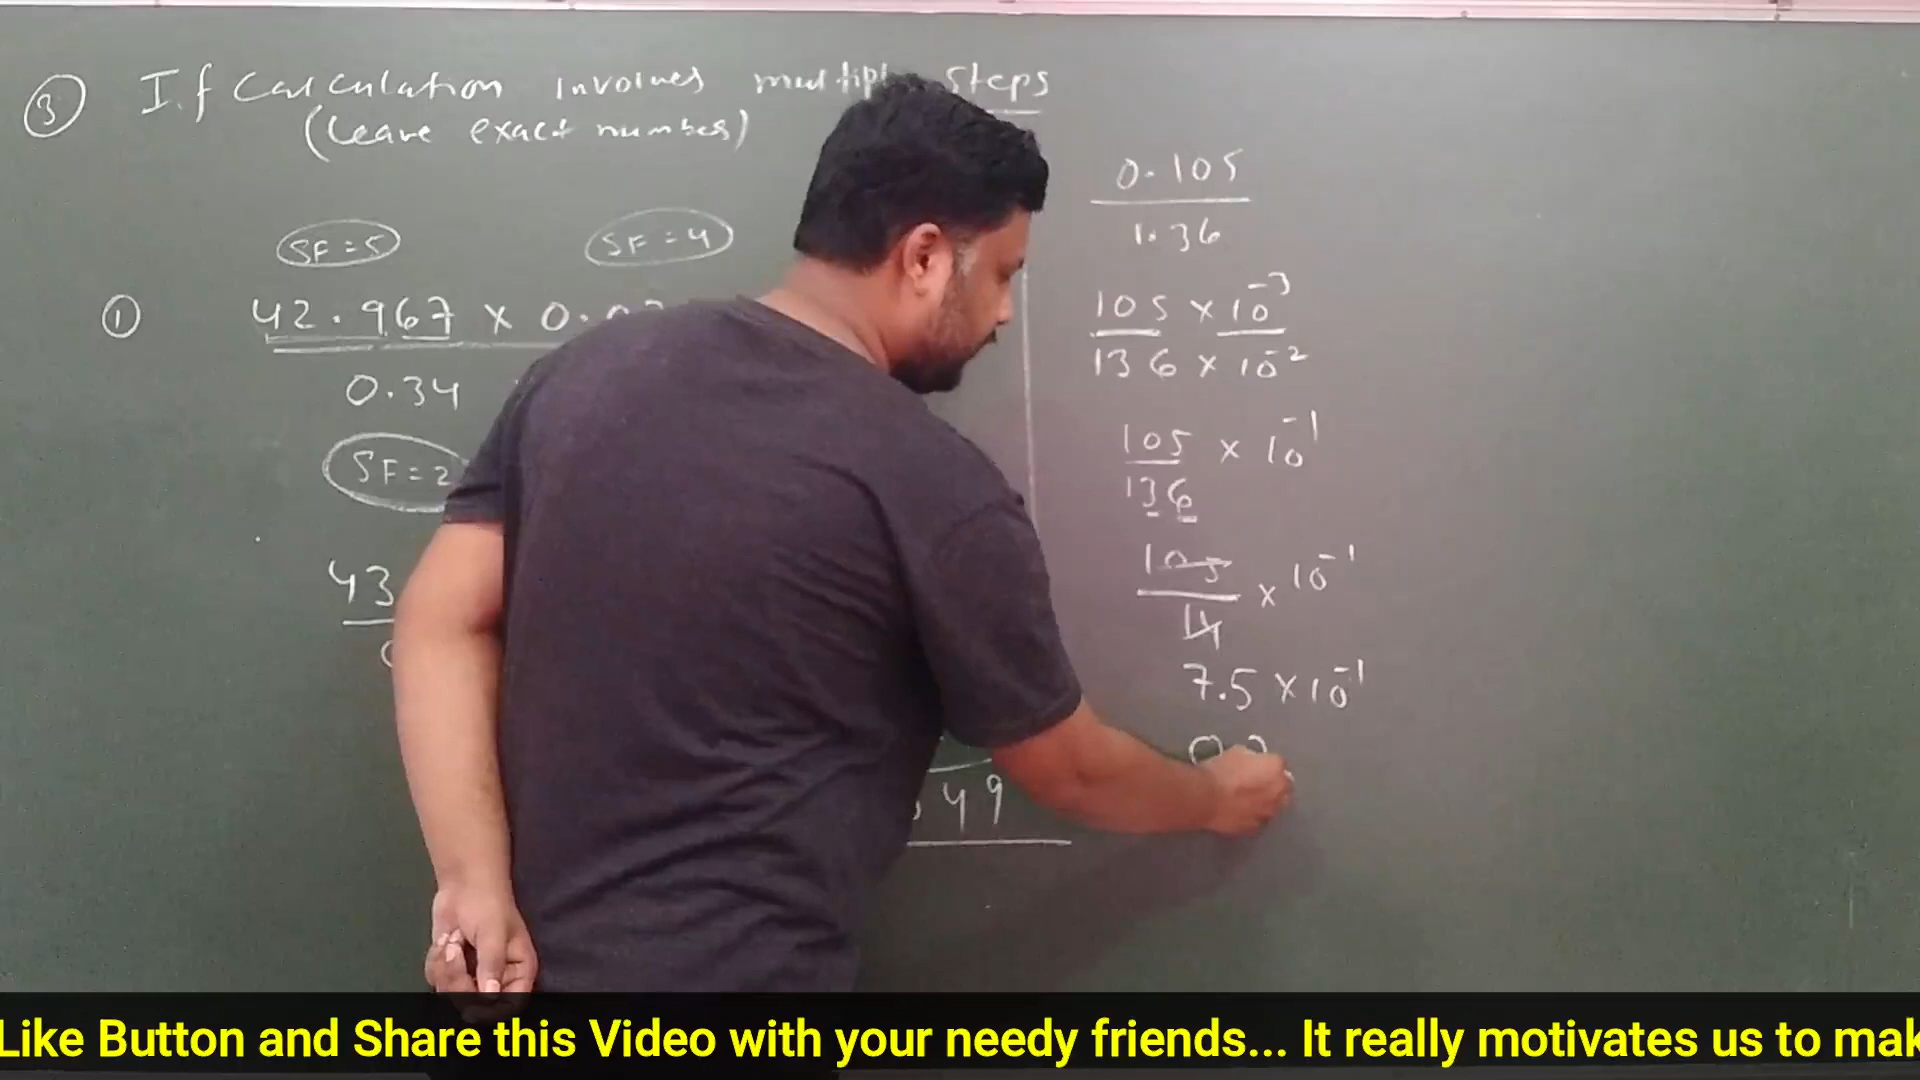 ③ If Calculation involves multiple steps
(Leave exact number)
SF = 5
SF = 4
① 42.967 × 0.02
0.34
SF = 2
43
49
0.105
1.36
105 × 10⁻³
136 × 10⁻²
105 × 10⁻¹
136
105 × 10⁻¹
14
7.5 × 10⁻¹
Like Button and Share this Video with your needy friends... It really motivates us to mak